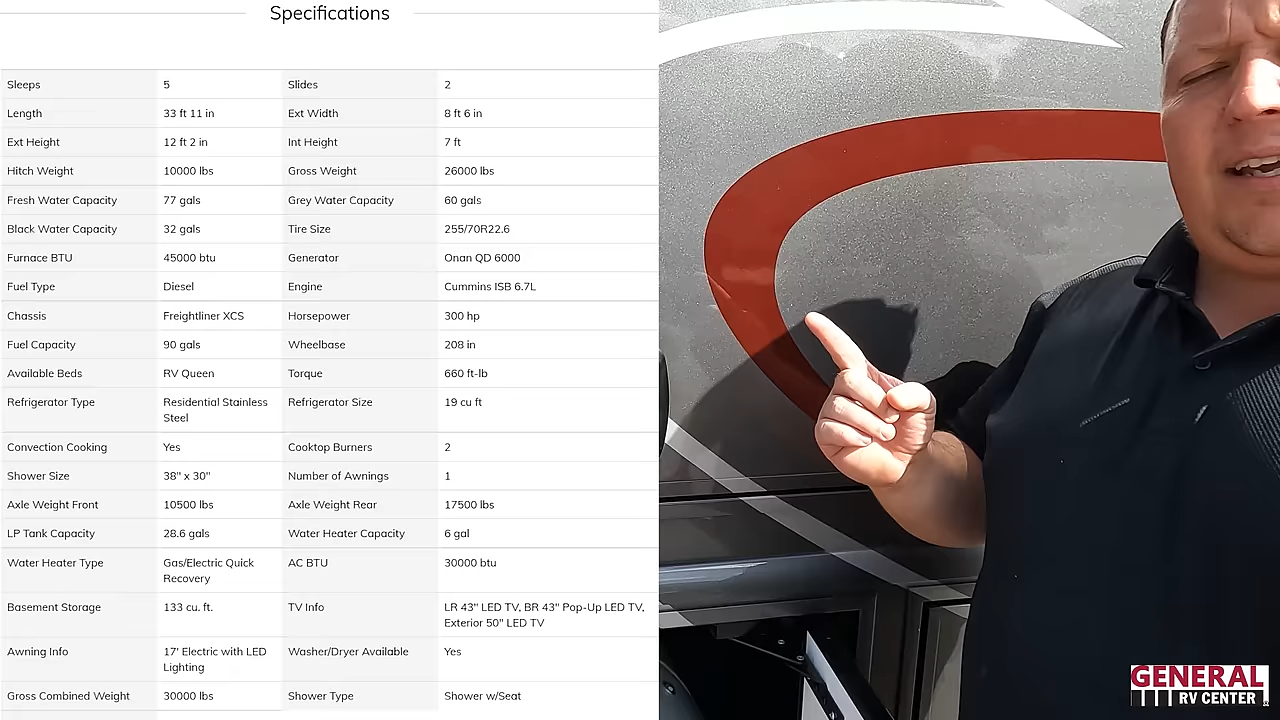 Specifications
Sleeps 5 Slides 2
Length 33 ft 11 in Ext Width 8 ft 6 in
Ext Height 12 ft 2 in Int Height 7 ft
Hitch Weight 10000 lbs Gross Weight 26000 lbs
Fresh Water Capacity 77 gals Grey Water Capacity 60 gals
Black Water Capacity 32 gals Tire Size 255/70R22.6
Furnace BTU 45000 btu Generator Onan QD 6000
Fuel Type Diesel Engine Cummins ISB 6.7L
Chassis Freightliner XCS Horsepower 300 hp
Fuel Capacity 90 gals Wheelbase 208 in
Available Beds RV Queen Torque 660 ft-lb
Refrigerator Type Residential Stainless Refrigerator Size 19 cu ft
Steel
Convection Cooking Yes Cooktop Burners 2
Shower Size 38" x 30" Number of Awnings 1
Axle Weight Front 10500 lbs Axle Weight Rear 17500 lbs
LP Tank Capacity 28.6 gals Water Heater Capacity 6 gal
Water Heater Type Gas/Electric Quick AC BTU 30000 btu
Recovery
Basement Storage 133 cu. ft. TV Info LR 43" LED TV, BR 43" Pop-Up LED TV,
Exterior 50" LED TV
Awning Info 17' Electric with LED Washer/Dryer Available Yes
Lighting
Gross Combined Weight 30000 lbs Shower Type Shower w/Seat
GENERAL
RV CENTER